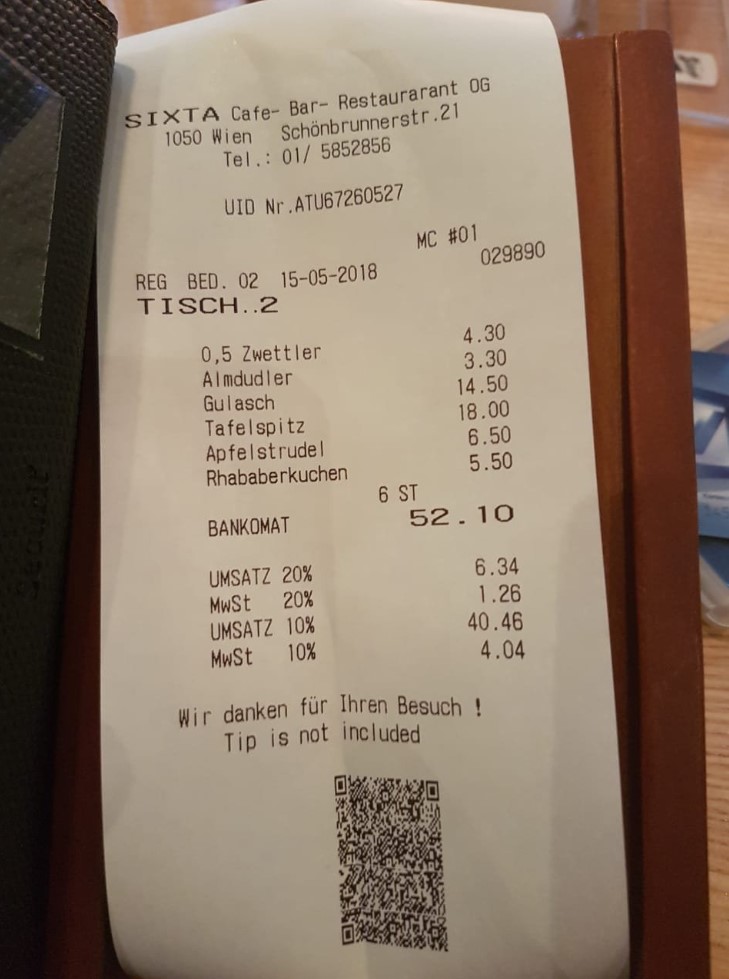 SIXTA Cafe- Bar- Restaurarant OG
1050 Wien Schönbrunnerstr.21
Tel.: 01/ 5852856
UID Nr.ATU67260527
MC #01
029890
REG BED. 02 15-05-2018
TISCH..2
0,5 Zwettler 4.30
Almdudler 3.30
Gulasch 14.50
Tafelspitz 18.00
Apfelstrudel 6.50
Rhababerkuchen 5.50
6 ST
BANKOMAT 52.10
UMSATZ 20% 6.34
MwSt 20% 1.26
UMSATZ 10% 40.46
MwSt 10% 4.04
Wir danken für Ihren Besuch !
Tip is not included